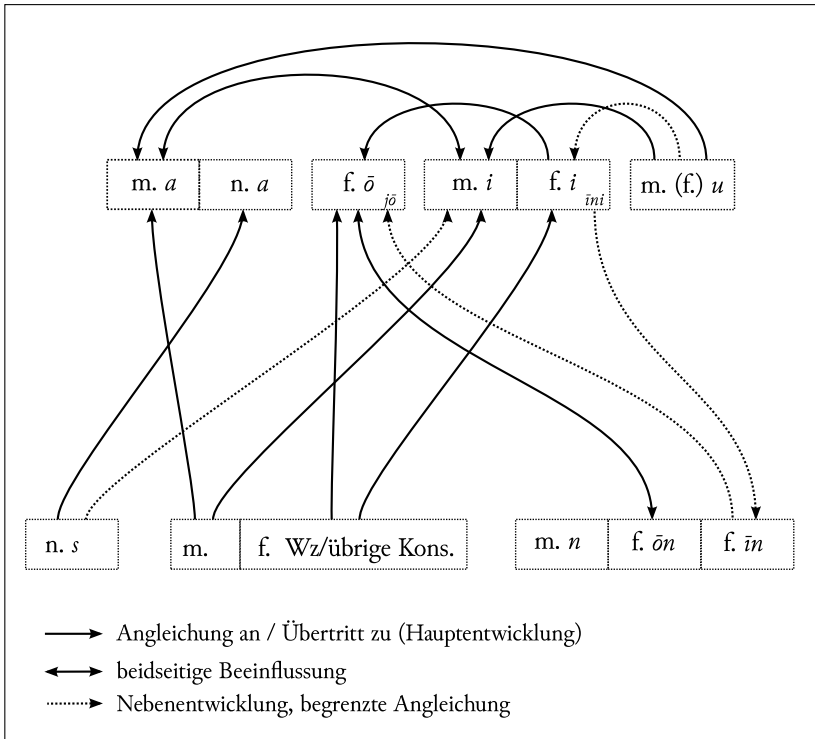 m. a n. a f. ō jō m. i f. i īni m. (f.) u
n. s m. f. Wz/übrige Kons. m. n f. ōn f. īn
Angleichung an / Übertritt zu (Hauptentwicklung)
beidseitige Beeinflussung
Nebenentwicklung, begrenzte Angleichung